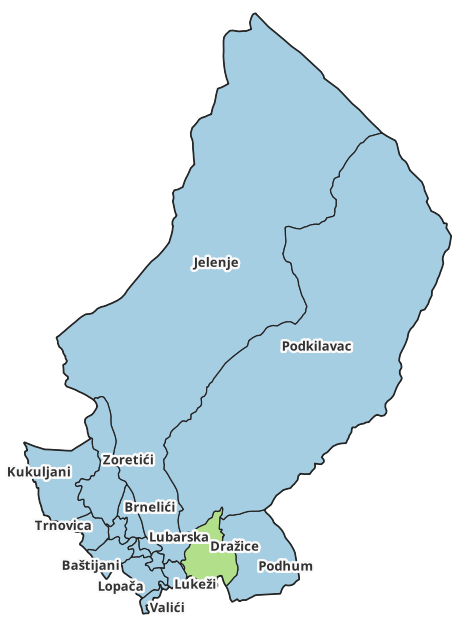 Jelenje
Podkilavac
Zoretići
Kukuljani
Brnelići
Trnovica
Lubarska
Dražice
Baštijani
Podhum
Lopača
Lukeži
Valići